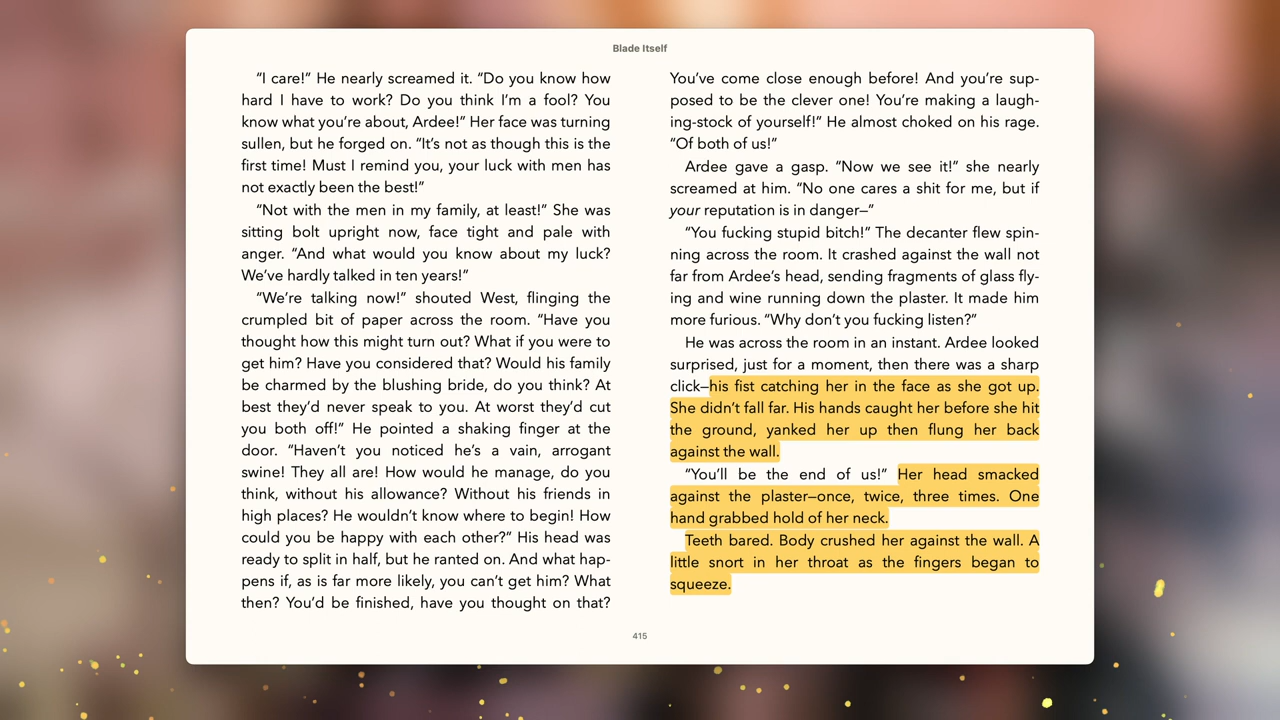 Blade Itself
“I care!” He nearly screamed it. “Do you know how
hard I have to work? Do you think I’m a fool? You
know what you’re about, Ardee!” Her face was turning
sullen, but he forged on. “It’s not as though this is the
first time! Must I remind you, your luck with men has
not exactly been the best!”
“Not with the men in my family, at least!” She was
sitting bolt upright now, face tight and pale with
anger. “And what would you know about my luck?
We’ve hardly talked in ten years!”
“We’re talking now!” shouted West, flinging the
crumpled bit of paper across the room. “Have you
thought how this might turn out? What if you were to
get him? Have you considered that? Would his family
be charmed by the blushing bride, do you think? At
best they’d never speak to you. At worst they’d cut
you both off!” He pointed a shaking finger at the
door. “Haven’t you noticed he’s a vain, arrogant
swine! They all are! How would he manage, do you
think, without his allowance? Without his friends in
high places? He wouldn’t know where to begin! How
could you be happy with each other?” His head was
ready to split in half, but he ranted on. And what hap-
pens if, as is far more likely, you can’t get him? What
then? You’d be finished, have you thought on that?
You’ve come close enough before! And you’re sup-
posed to be the clever one! You’re making a laugh-
ing-stock of yourself!” He almost choked on his rage.
“Of both of us!”
Ardee gave a gasp. “Now we see it!” she nearly
screamed at him. “No one cares a shit for me, but if
your reputation is in danger—”
“You fucking stupid bitch!” The decanter flew spin-
ning across the room. It crashed against the wall not
far from Ardee’s head, sending fragments of glass fly-
ing and wine running down the plaster. It made him
more furious. “Why don’t you fucking listen?”
He was across the room in an instant. Ardee looked
surprised, just for a moment, then there was a sharp
click—his fist catching her in the face as she got up.
She didn’t fall far. His hands caught her before she hit
the ground, yanked her up then flung her back
against the wall.
“You’ll be the end of us!” Her head smacked
against the plaster—once, twice, three times. One
hand grabbed hold of her neck.
Teeth bared. Body crushed her against the wall. A
little snort in her throat as the fingers began to
squeeze.
415